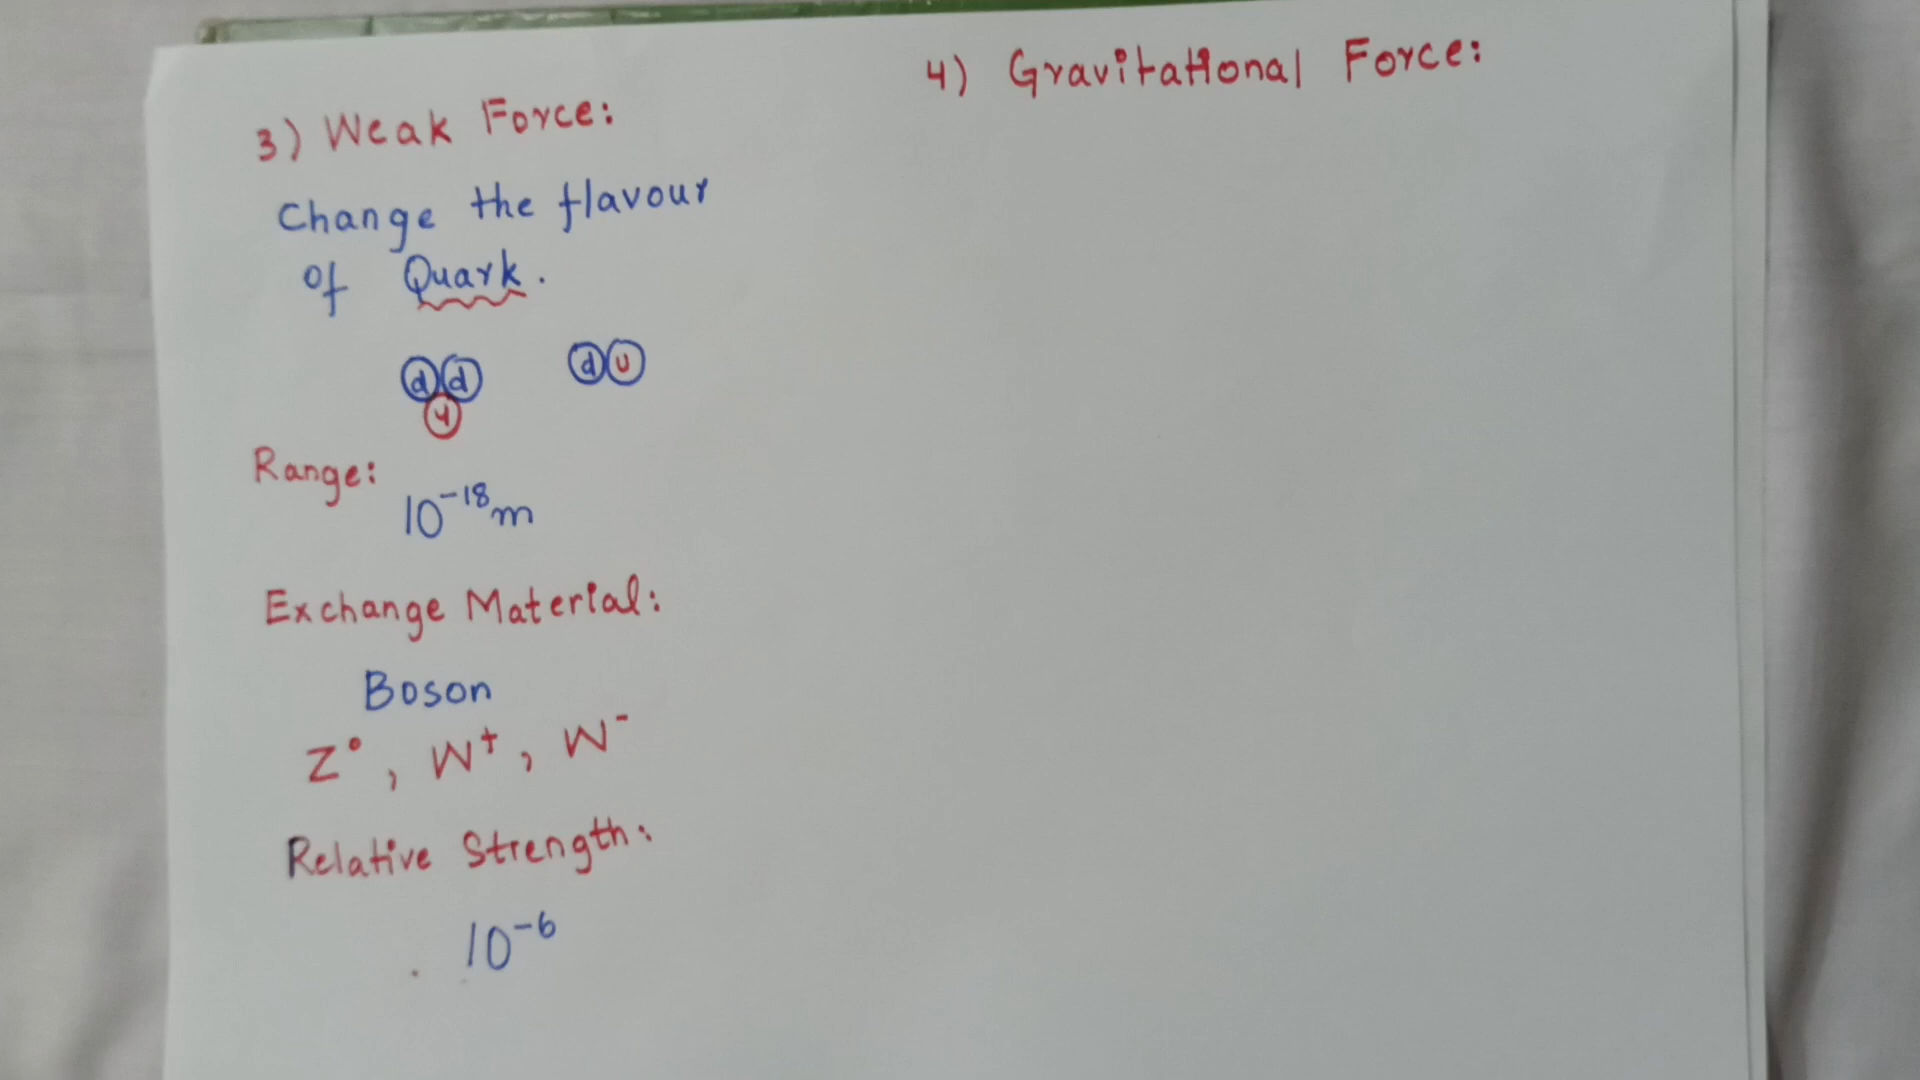 3) Weak Force:
Change the flavour
of Quark.
d d d u
u
Range:
10⁻¹⁸m
Exchange Material:
Boson
Z°, W⁺, W⁻
Relative Strength:
10⁻⁶
4) Gravitational Force: